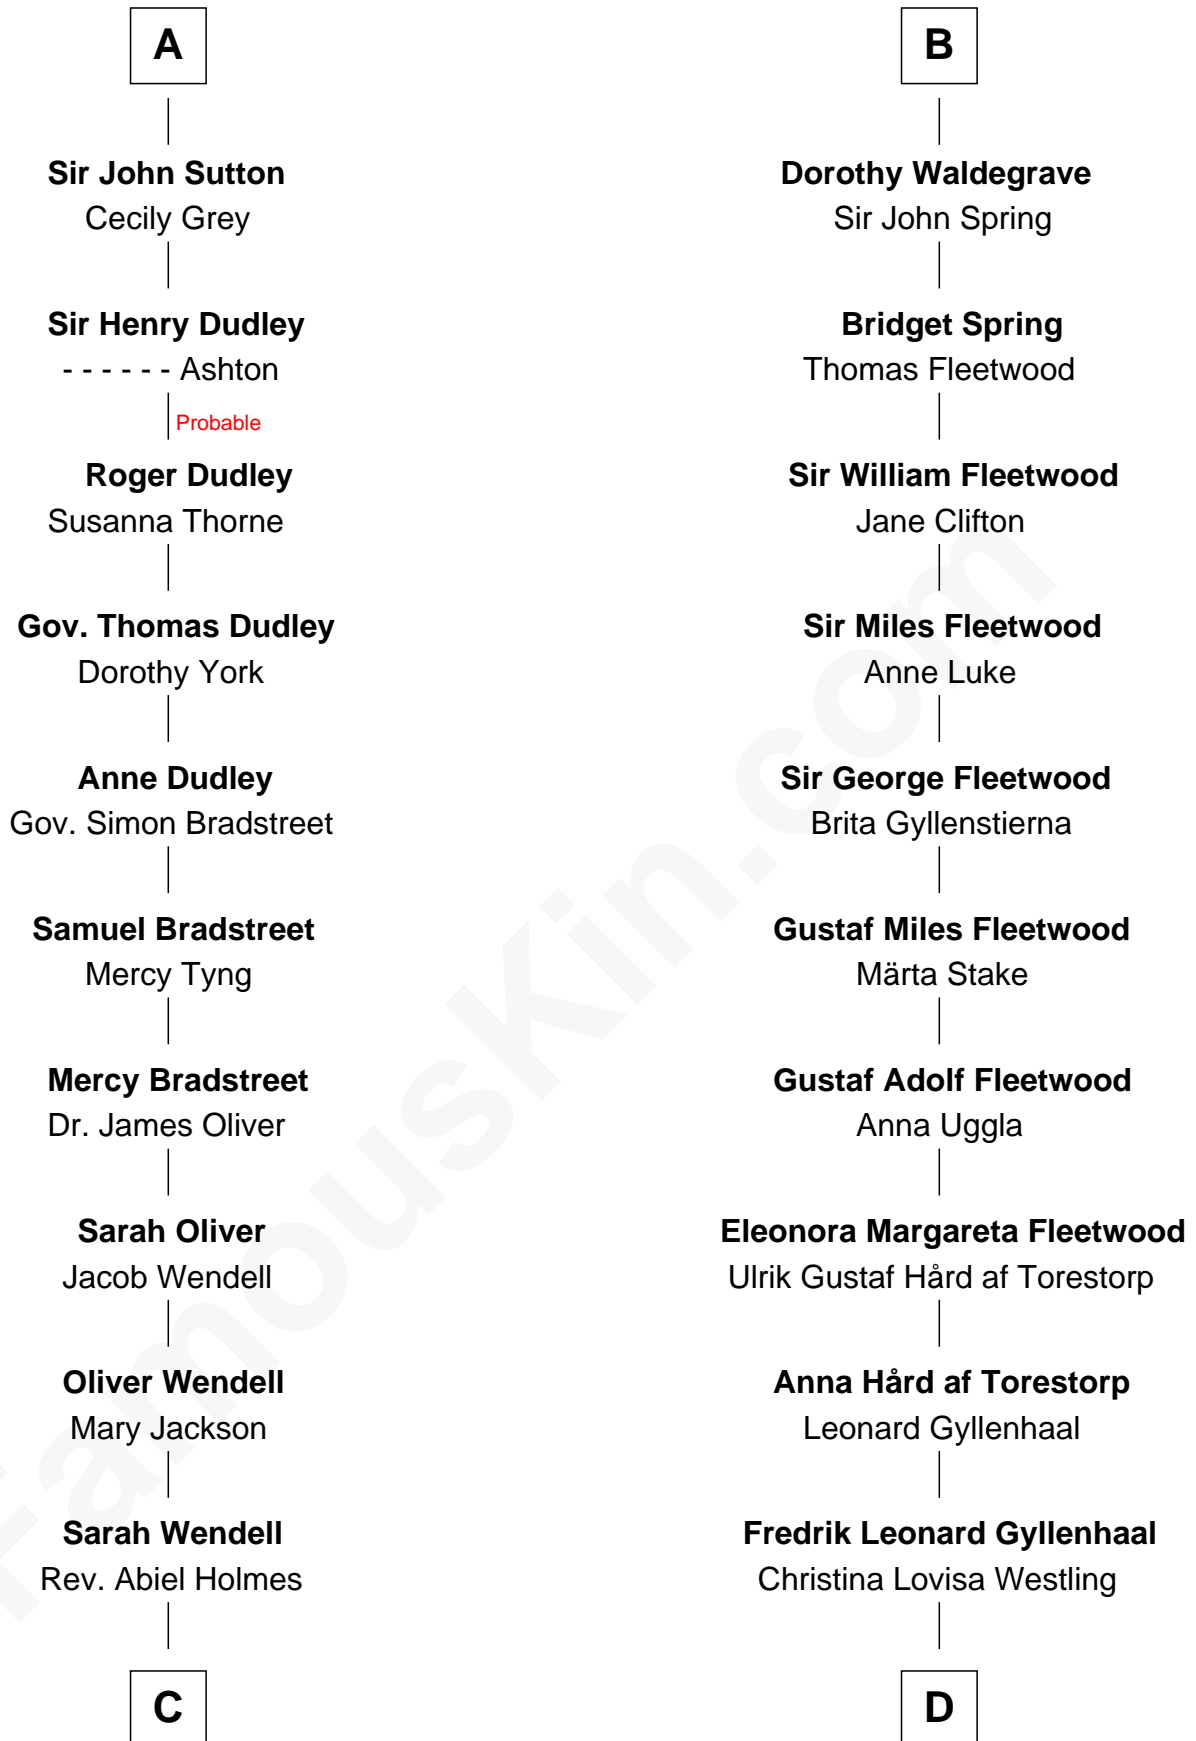 A
Sir John Sutton
Cecily Grey
Sir Henry Dudley
- - - - - - Ashton
Probable
Roger Dudley
Susanna Thorne
Gov. Thomas Dudley
Dorothy York
Anne Dudley
Gov. Simon Bradstreet
Samuel Bradstreet
Mercy Tyng
Mercy Bradstreet
Dr. James Oliver
Sarah Oliver
Jacob Wendell
Oliver Wendell
Mary Jackson
Sarah Wendell
Rev. Abiel Holmes
C
B
Dorothy Waldegrave
Sir John Spring
Bridget Spring
Thomas Fleetwood
Sir William Fleetwood
Jane Clifton
Sir Miles Fleetwood
Anne Luke
Sir George Fleetwood
Brita Gyllenstierna
Gustaf Miles Fleetwood
Märta Stake
Gustaf Adolf Fleetwood
Anna Uggla
Eleonora Margareta Fleetwood
Ulrik Gustaf Hård af Torestorp
Anna Hård af Torestorp
Leonard Gyllenhaal
Fredrik Leonard Gyllenhaal
Christina Lovisa Westling
D
FamousKin.com